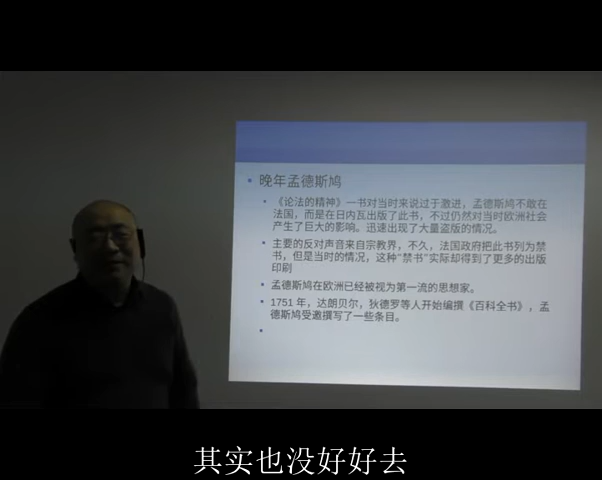 晚年孟德斯鸠
《论法的精神》一书对当时来说过于激进，孟德斯鸠不敢在
法国，而是在日内瓦出版了此书，不过仍然对当时欧洲社会
产生了巨大的影响。迅速出现了大量盗版的情况。
主要的反对声音来自宗教界，不久，法国政府把此书列为禁
书，但是当时的情况，这种“禁书”实际却得到了更多的出版
印刷
孟德斯鸠在欧洲已经被视为第一流的思想家。
1751 年，达朗贝尔，狄德罗等人开始编撰《百科全书》，孟
德斯鸠受邀撰写了一些条目。
其实也没好好去